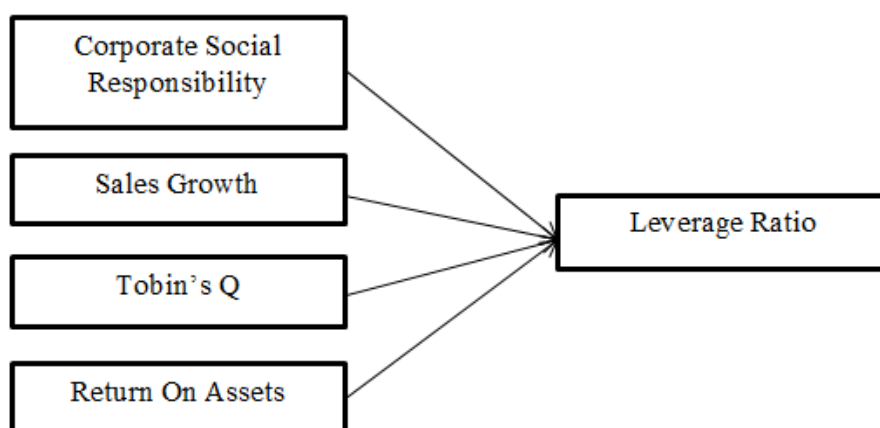 Corporate Social
Responsibility
Sales Growth
Leverage Ratio
Tobin’s Q
Return On Assets